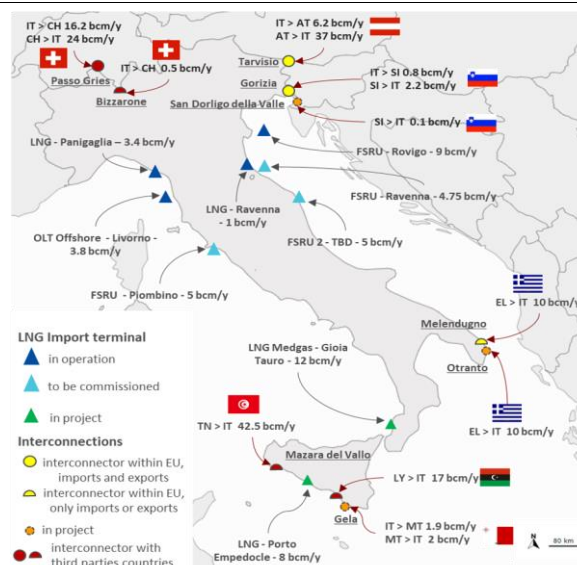 IT > CH 16.2 bcm/y
CH > IT 24 bcm/y
Passo Gries
IT > CH 0.5 bcm/y
Bizzarone
IT > AT 6.2 bcm/y
AT > IT 37 bcm/y
Tarvisio
Gorizia
IT > SI 0.8 bcm/y
SI > IT 2.2 bcm/y
San Dorligo della Valle
SI > IT 0.1 bcm/y
LNG - Panigaglia – 3.4 bcm/y
FSRU - Rovigo - 9 bcm/y
FSRU - Ravenna - 4.75 bcm/y
LNG - Ravenna
- 1 bcm/y
FSRU 2 - TBD - 5 bcm/y
OLT Offshore - Livorno -
3.8 bcm/y
FSRU - Piombino - 5 bcm/y
EL > IT 10 bcm/y
Melendugno
Otranto
EL > IT 10 bcm/y
LNG Medgas - Gioia
Tauro - 12 bcm/y
TN > IT 42.5 bcm/y
Mazara del Vallo
LY > IT 17 bcm/y
Gela
IT > MT 1.9 bcm/y
MT > IT 2 bcm/y
LNG - Porto
Empedocle - 8 bcm/y
LNG Import terminal
in operation
to be commissioned
in project
Interconnections
interconnector within EU,
imports and exports
interconnector within EU,
only imports or exports
in project
interconnector with
third parties countries
N
80 km